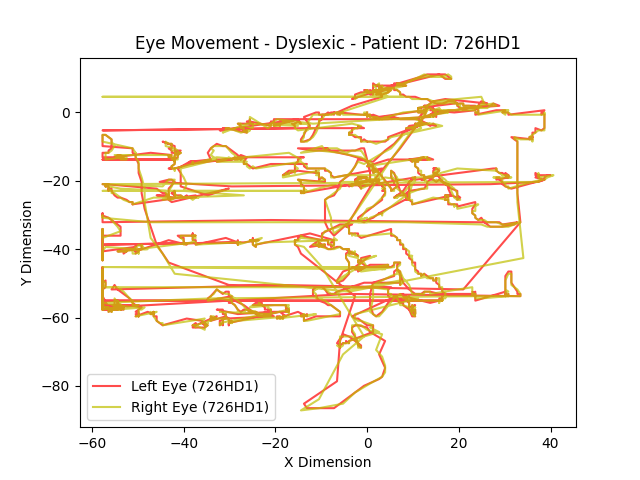 Eye Movement - Dyslexic - Patient ID: 726HD1
Y Dimension
0
−20
−40
−60
−80
Left Eye (726HD1)
Right Eye (726HD1)
−60 −40 −20 0 20 40
X Dimension